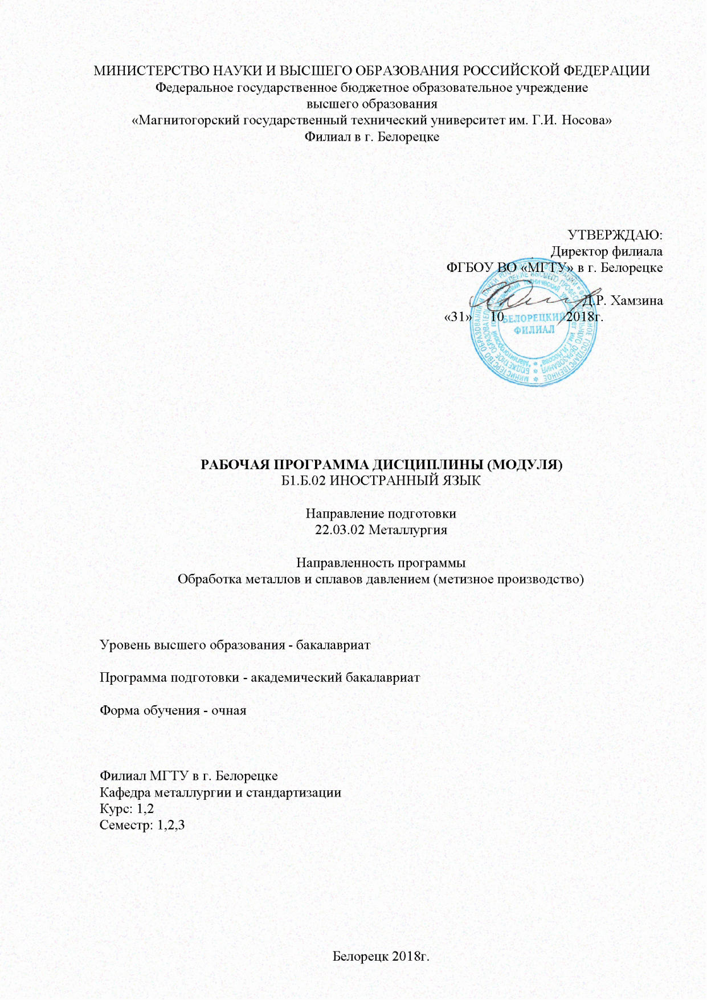 МИНИСТЕРСТВО НАУКИ И ВЫСШЕГО ОБРАЗОВАНИЯ РОССИЙСКОЙ ФЕДЕРАЦИИ
Федеральное государственное бюджетное образовательное учреждение
высшего образования
«Магнитогорский государственный технический университет им. Г.И. Носова»
Филиал в г. Белорецке
УТВЕРЖДАЮ:
Директор филиала
ФГБОУ ВО «МГТУ» в г. Белорецке
Д.Р. Хамзина
«31» 10 2018г.
БЕЛОРЕЦКИЙ
ФИЛИАЛ
РАБОЧАЯ ПРОГРАММА ДИСЦИПЛИНЫ (МОДУЛЯ)
Б1.Б.02 ИНОСТРАННЫЙ ЯЗЫК
Направление подготовки
22.03.02 Металлургия
Направленность программы
Обработка металлов и сплавов давлением (метизное производство)
Уровень высшего образования - бакалавриат
Программа подготовки - академический бакалавриат
Форма обучения - очная
Филиал МГТУ в г. Белорецке
Кафедра металлургии и стандартизации
Курс: 1,2
Семестр: 1,2,3
Белорецк 2018г.